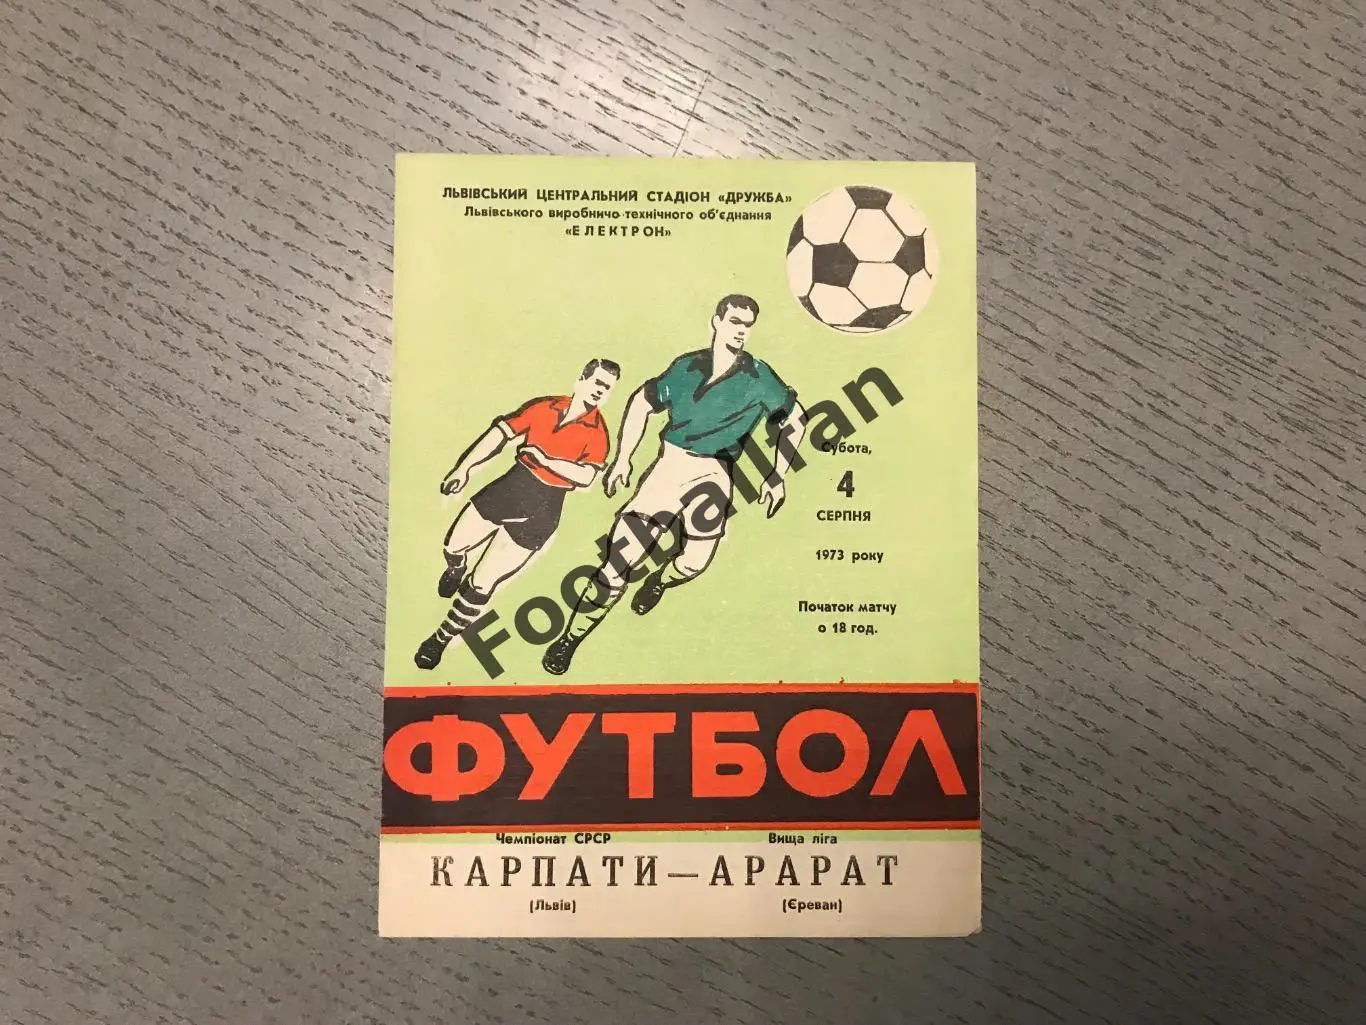 ЛЬВІВСЬКИЙ ЦЕНТРАЛЬНИЙ СТАДІОН «ДРУЖБА»
Львівського виробничо-технічного об'єднання
«ЕЛЕКТРОН»
Субота,
4
СЕРПНЯ
1973 року
Початок матчу
о 18 год.
Footballfan
ФУТБОЛ
Чемпіонат СРСР Вища ліга
КАРПАТИ — АРАРАТ
(Львів) (Єреван)